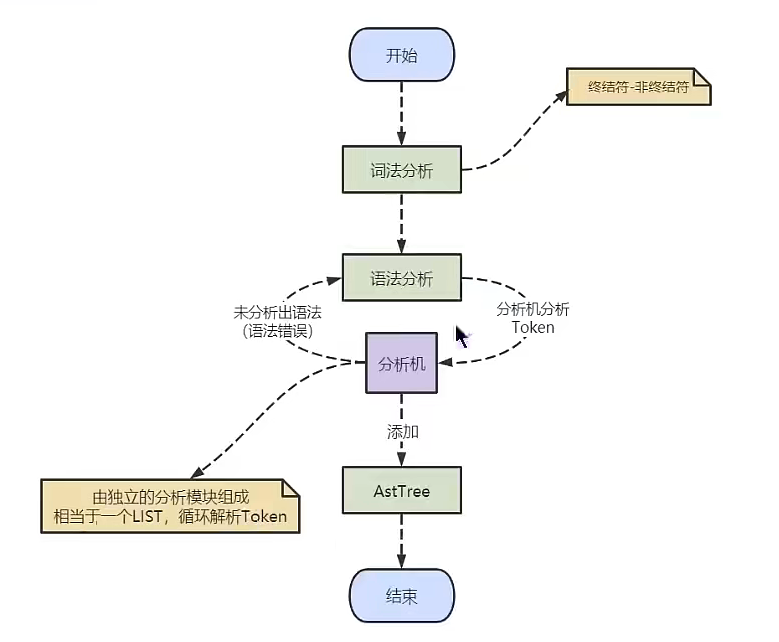 开始
终结符-非终结符
词法分析
语法分析
未分析出语法
(语法错误)
分析机分析
Token
分析机
添加
由独立的分析模块组成
相当于一个LIST，循环解析Token
AstTree
结束